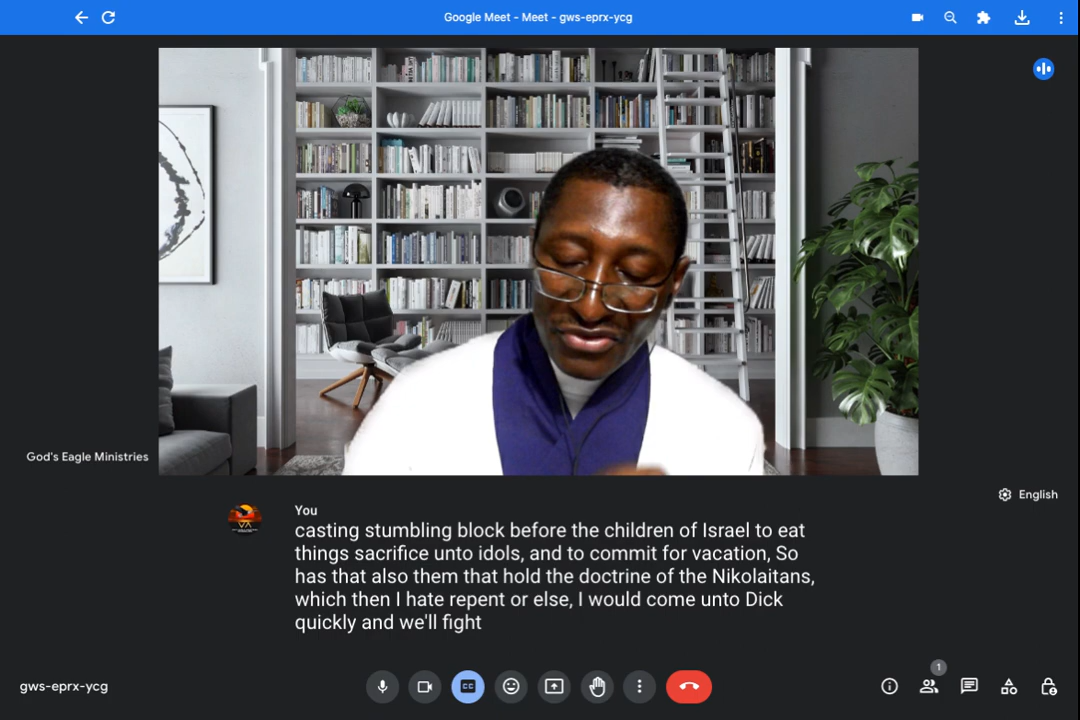 Google Meet - Meet - gws-eprx-ycg
God's Eagle Ministries
English
You
casting stumbling block before the children of Israel to eat
things sacrifice unto idols, and to commit for vacation, So
has that also them that hold the doctrine of the Nikolaitans,
which then I hate repent or else, I would come unto Dick
quickly and we'll fight
1
gws-eprx-ycg
CC